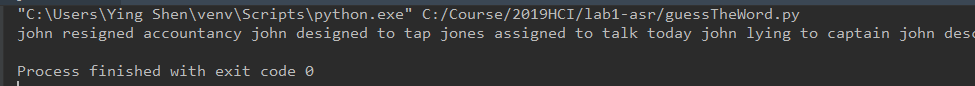 "C:\Users\Ying Shen\venv\Scripts\python.exe" C:/Course/2019HCI/lab1-asr/guessTheWord.py
john resigned accountancy john designed to tap jones assigned to talk today john lying to captain john desc
Process finished with exit code 0